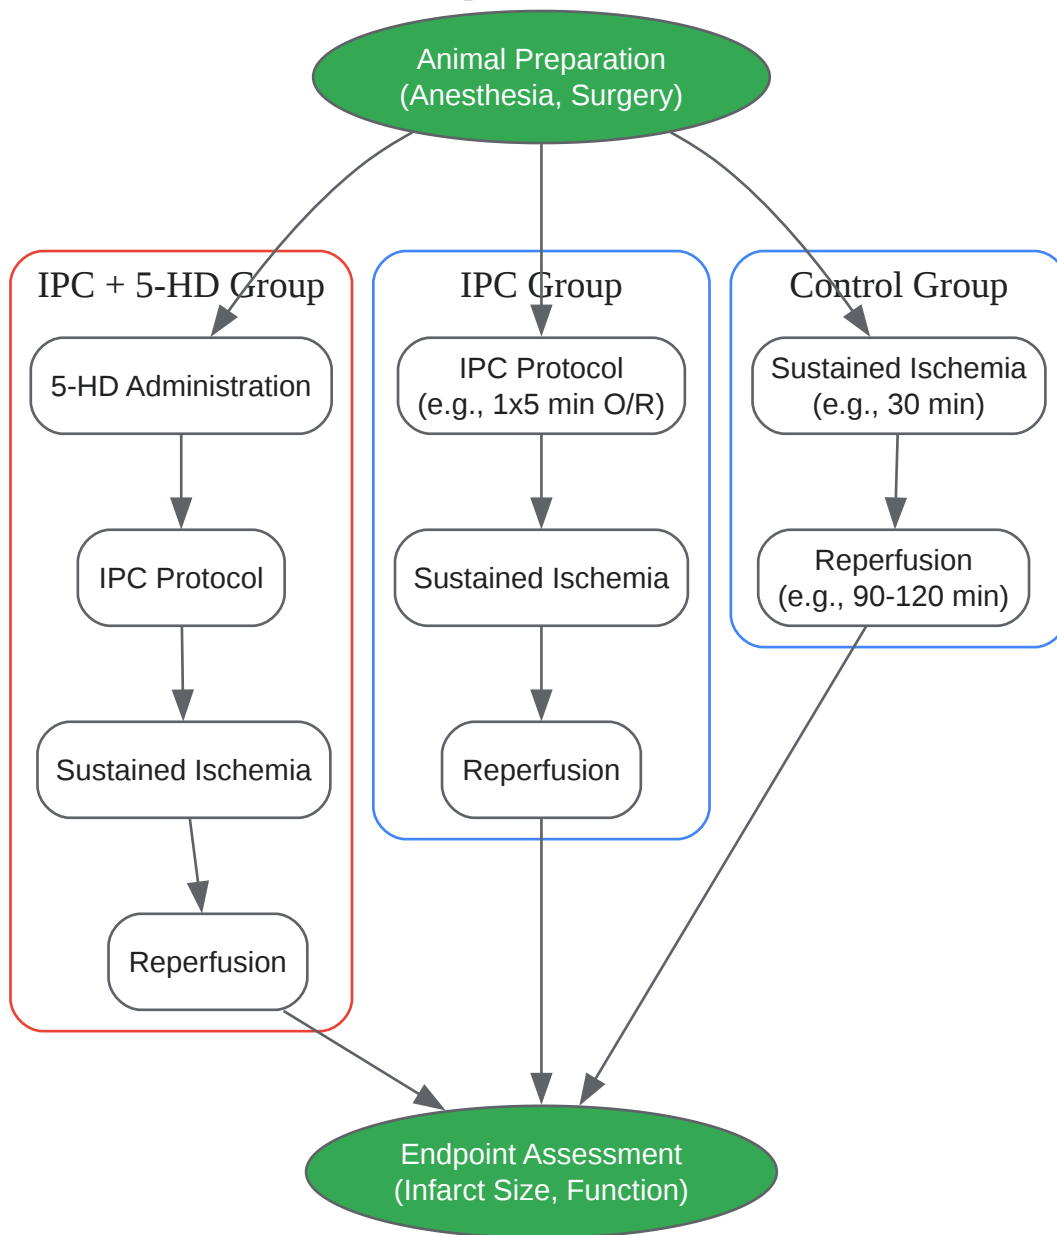 Animal Preparation
(Anesthesia, Surgery)
IPC + 5-HD Group
5-HD Administration
IPC Protocol
Sustained Ischemia
Reperfusion
IPC Group
IPC Protocol
(e.g., 1x5 min O/R)
Sustained Ischemia
Reperfusion
Control Group
Sustained Ischemia
(e.g., 30 min)
Reperfusion
(e.g., 90-120 min)
Endpoint Assessment
(Infarct Size, Function)